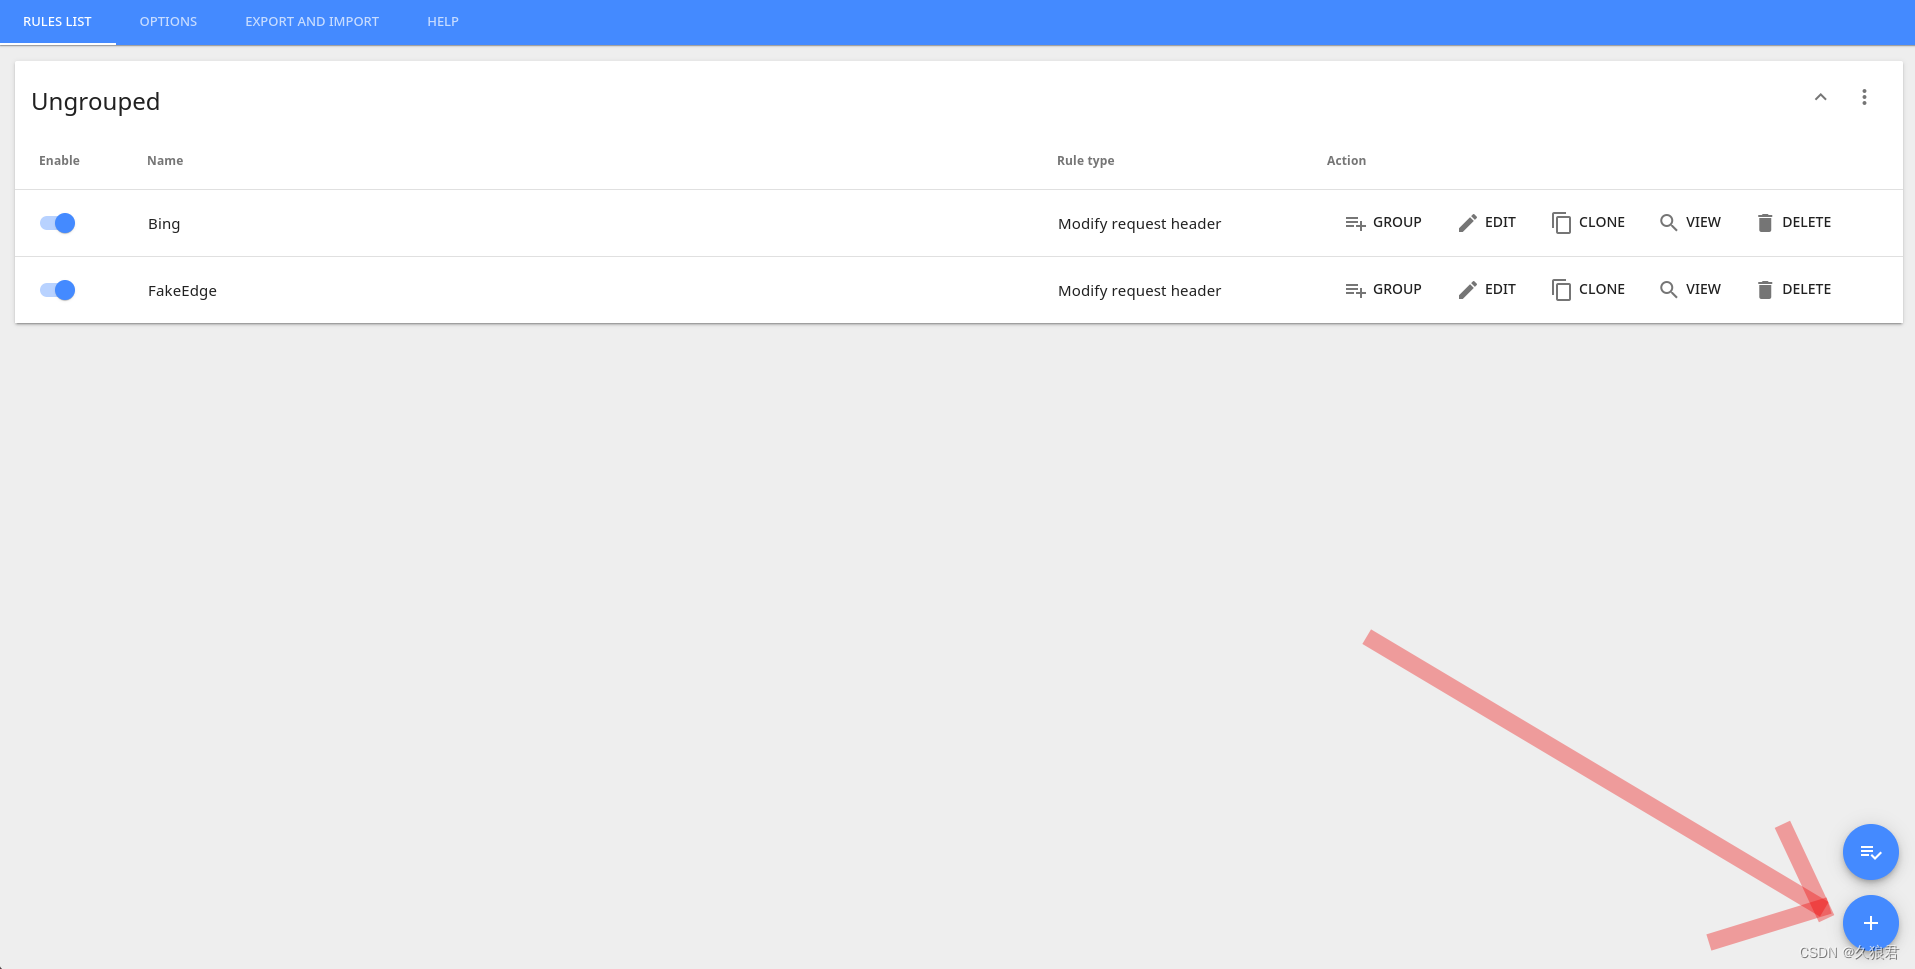 RULES LIST OPTIONS EXPORT AND IMPORT HELP
Ungrouped
Enable Name Rule type Action
Bing Modify request header GROUP EDIT CLONE VIEW DELETE
FakeEdge Modify request header GROUP EDIT CLONE VIEW DELETE
CSDN @久狼君